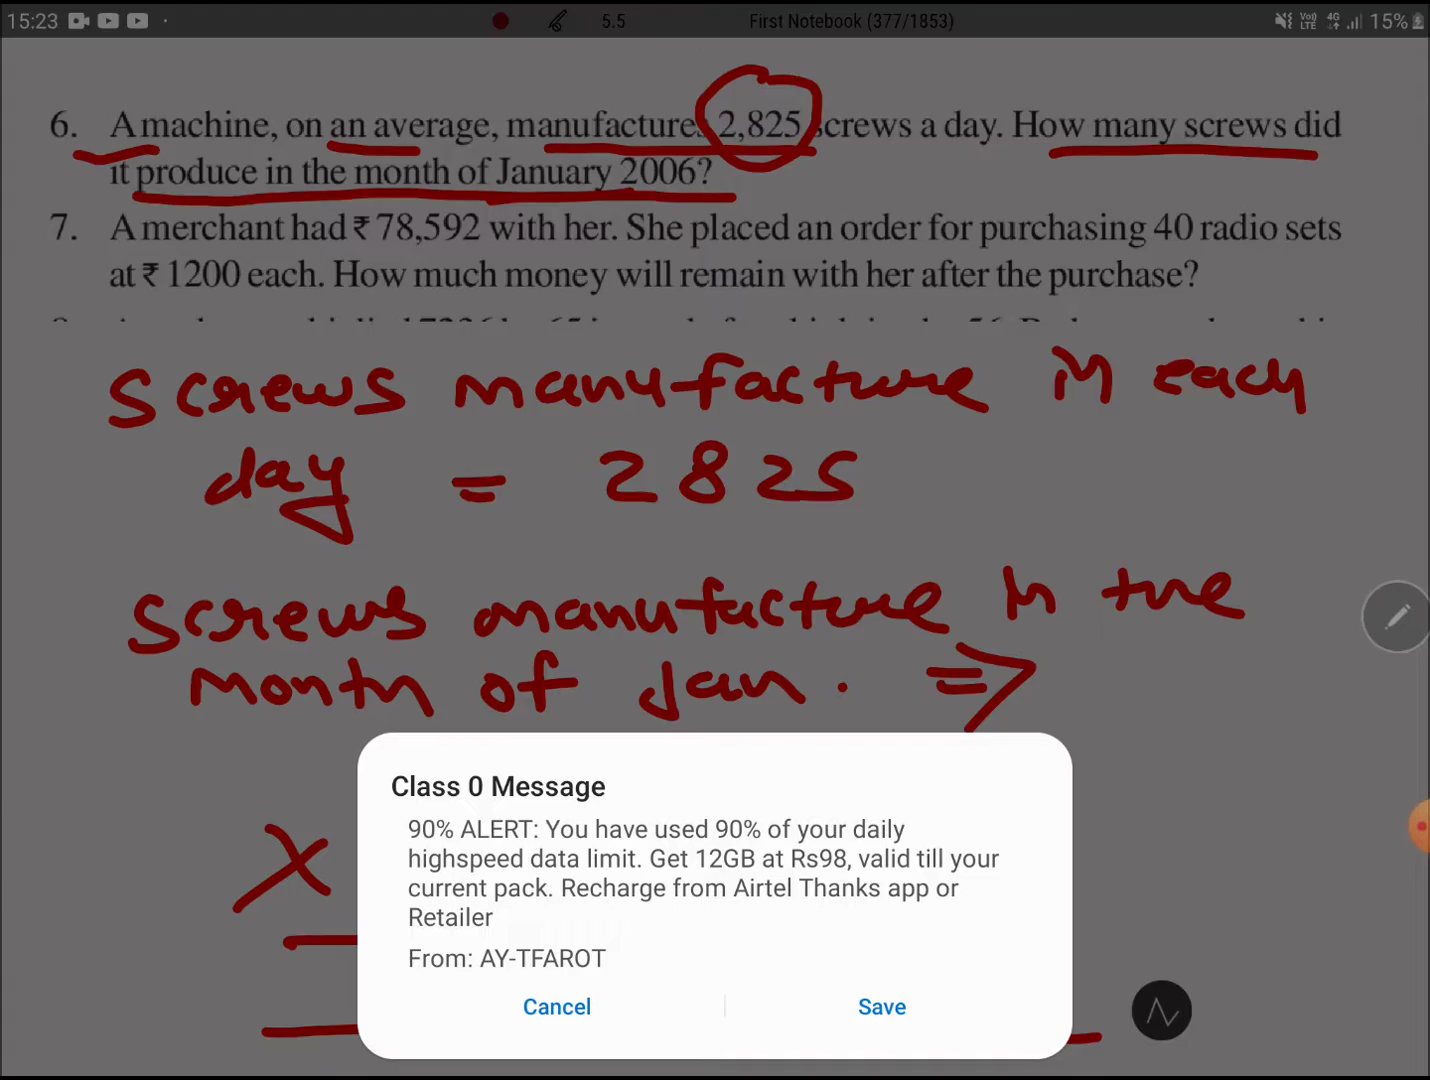 15:23 5.5 First Notebook (377/1853) Vo) LTE 4G 15%
6. A machine, on an average, manufactures 2,825 screws a day. How many screws did
it produce in the month of January 2006?
7. A merchant had ₹ 78,592 with her. She placed an order for purchasing 40 radio sets
at ₹ 1200 each. How much money will remain with her after the purchase?
screws manufacture in each
day = 2825
screws manufacture in the
month of Jan. ⇒
×
Class 0 Message
90% ALERT: You have used 90% of your daily
highspeed data limit. Get 12GB at Rs98, valid till your
current pack. Recharge from Airtel Thanks app or
Retailer
From: AY-TFAROT
Cancel Save